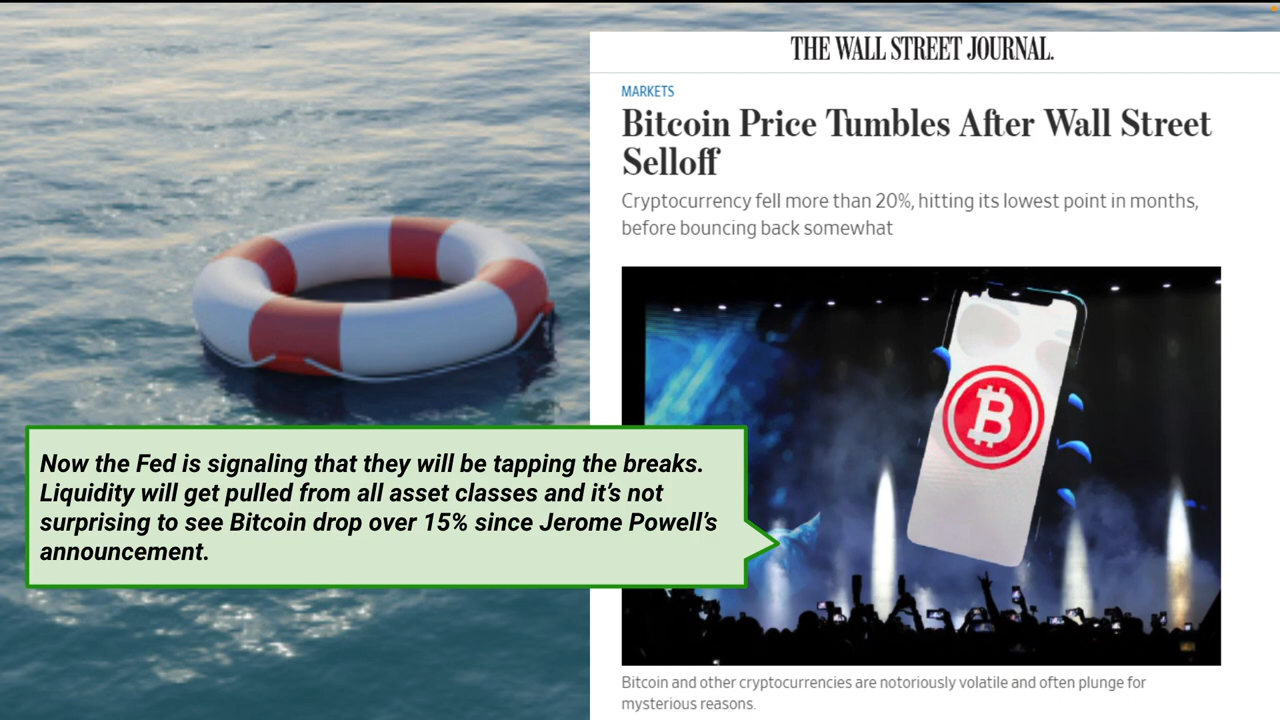 THE WALL STREET JOURNAL.
MARKETS
Bitcoin Price Tumbles After Wall Street
Selloff
Cryptocurrency fell more than 20%, hitting its lowest point in months,
before bouncing back somewhat
Now the Fed is signaling that they will be tapping the breaks.
Liquidity will get pulled from all asset classes and it’s not
surprising to see Bitcoin drop over 15% since Jerome Powell’s
announcement.
Bitcoin and other cryptocurrencies are notoriously volatile and often plunge for
mysterious reasons.